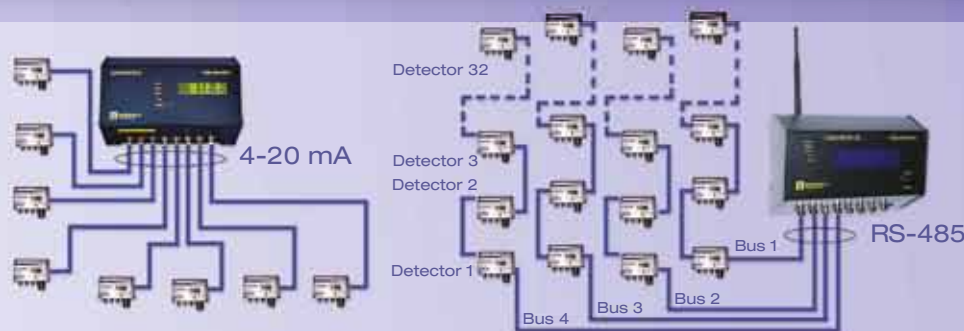 4-20 mA
Detector 32
Detector 3
Detector 2
Detector 1
Bus 4
Bus 3
Bus 2
Bus 1
RS-485